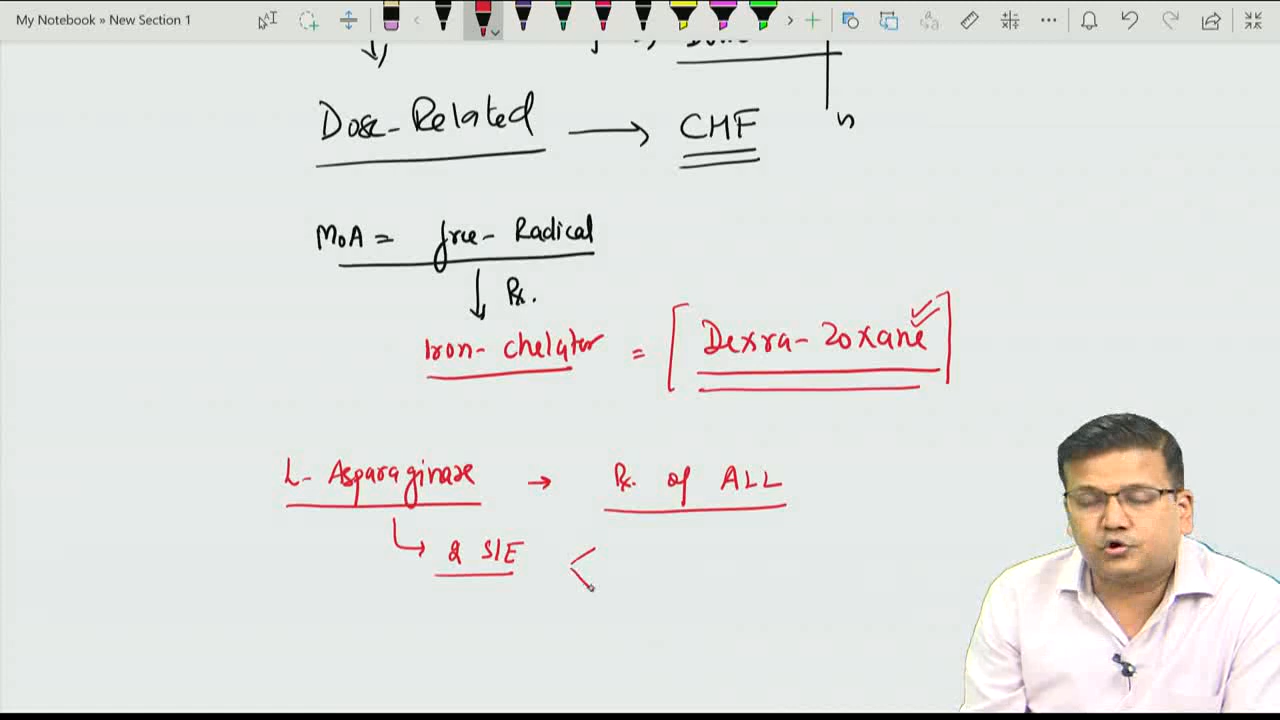 My Notebook » New Section 1
Dose-Related → CHF
MoA = free-Radical
↓ Rx.
Iron-chelator = [Dexra-zoxane ✓✓]
L-Asparaginase → Rx. of ALL
↳ 2 S/E <